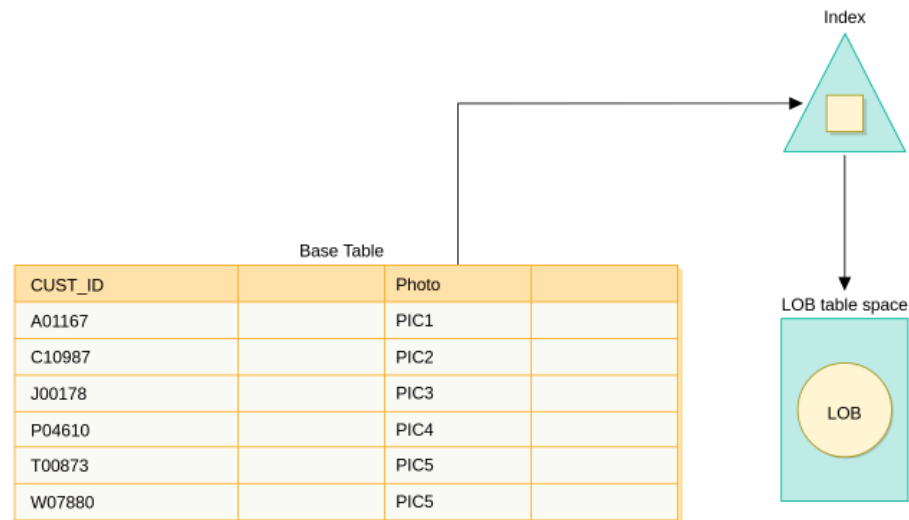 Index
Base Table
CUST_ID Photo
A01167 PIC1
C10987 PIC2
J00178 PIC3
P04610 PIC4
T00873 PIC5
W07880 PIC5
LOB table space
LOB